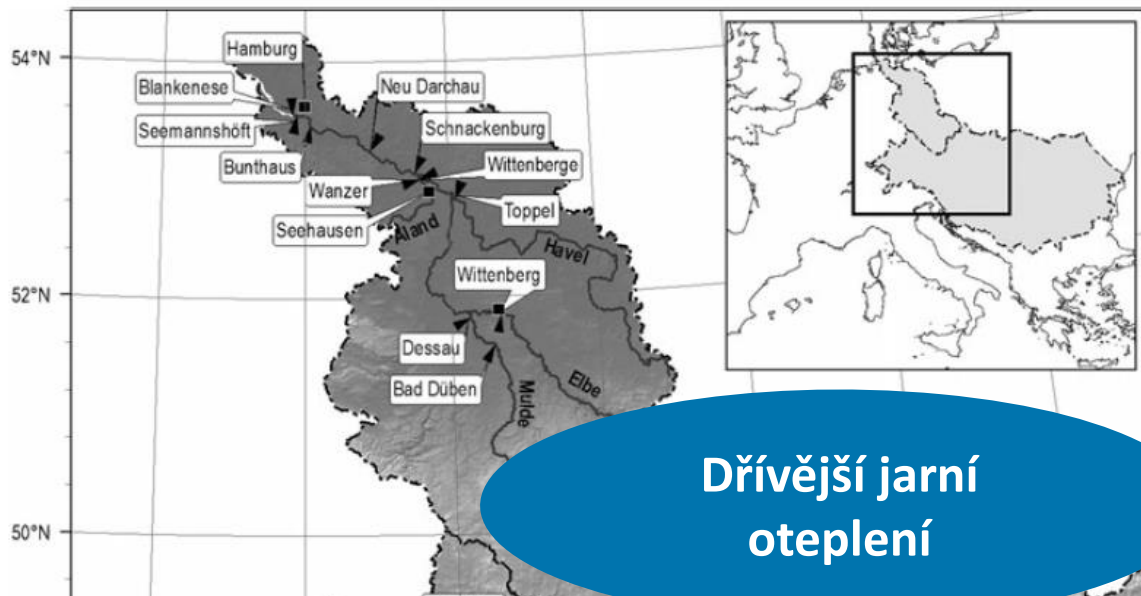 54°N
Hamburg
Blankenese
Neu Darchau
Seemannshöft
Schnackenburg
Bunthaus
Wittenberge
Wanzer
Toppel
Seehausen
Aland
Havel
52°N
Wittenberg
Dessau
Bad Düben
Elbe
Mulde
50°N
Dřívější jarní
oteplení